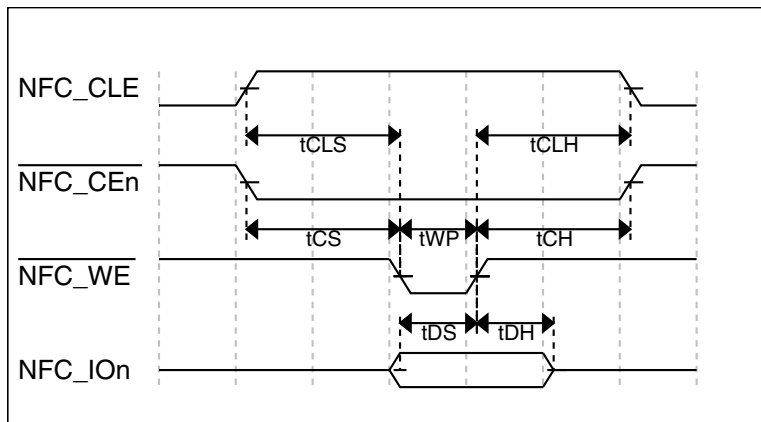 NFC_CLE
tCLS tCLH
NFC_CEn
tCS tWP tCH
NFC_WE
tDS tDH
NFC_IOn